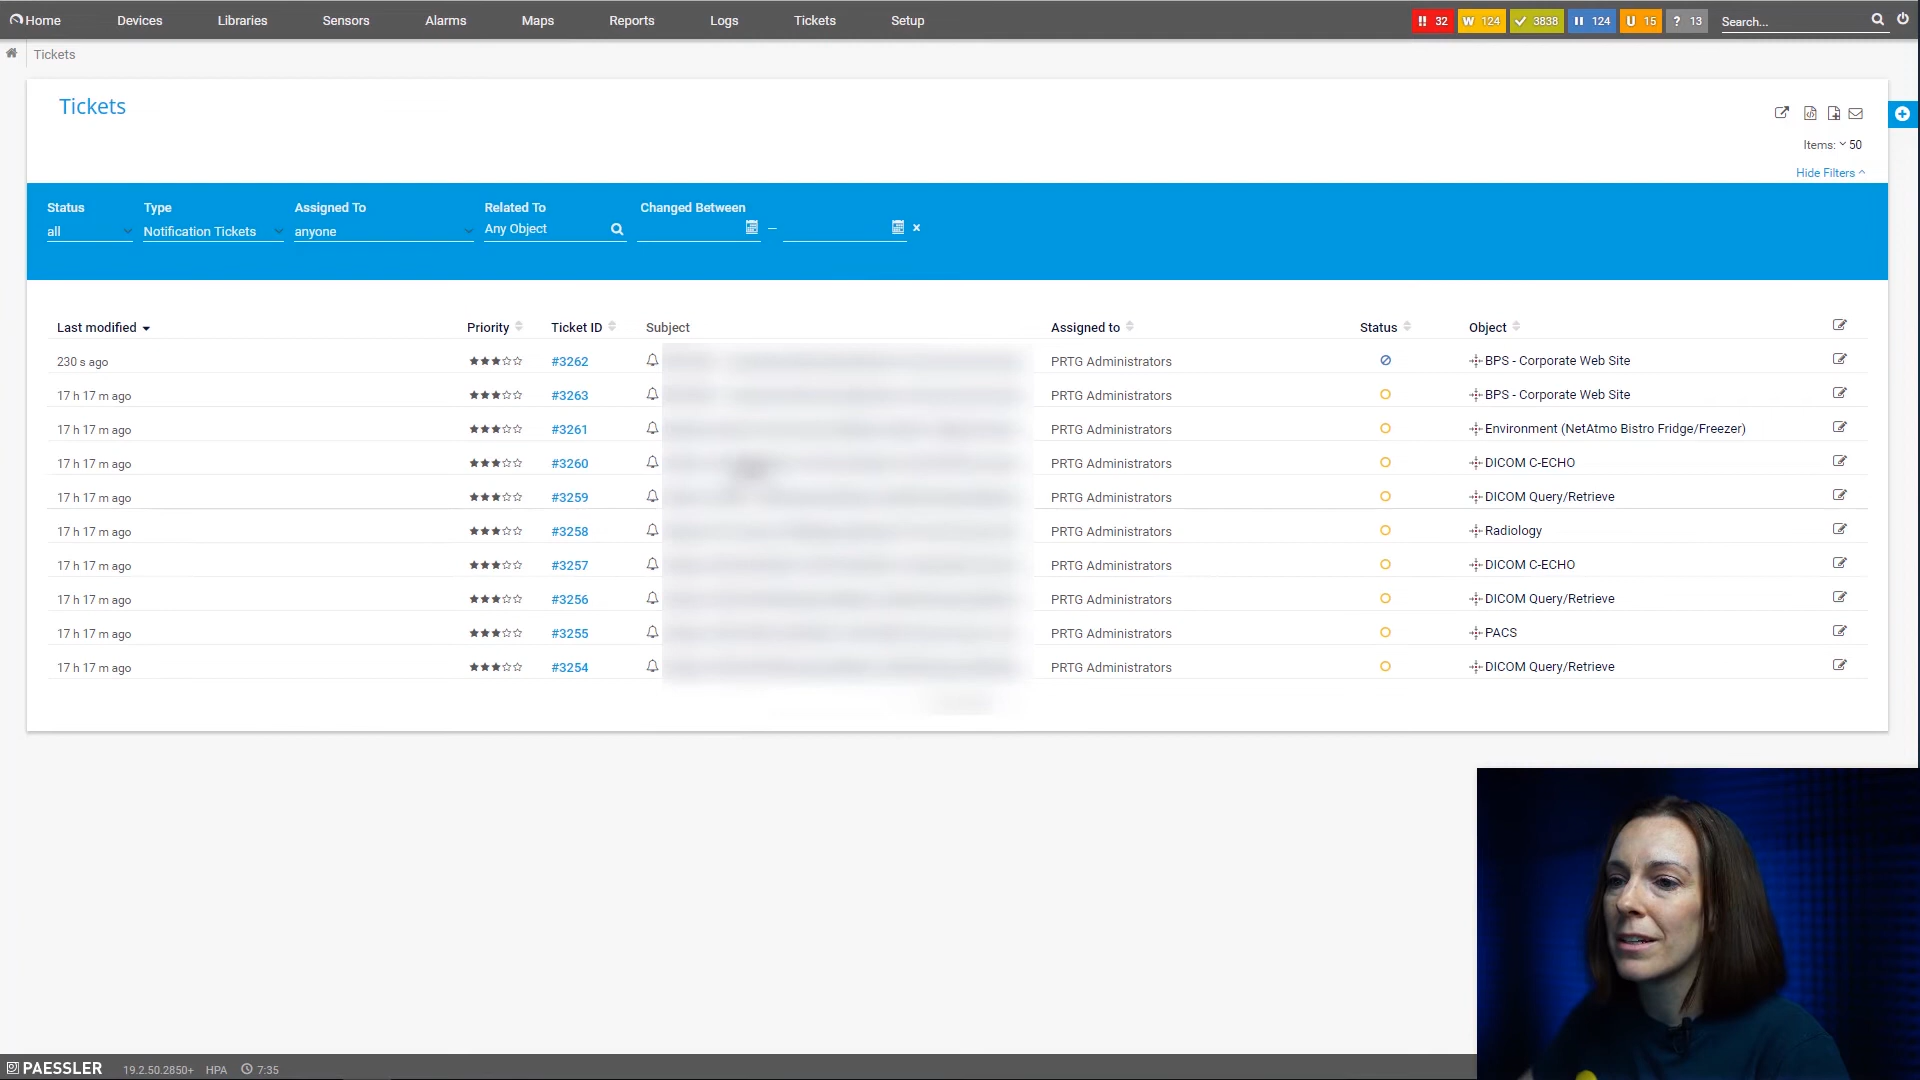 Home Devices Libraries Sensors Alarms Maps Reports Logs Tickets Setup !! 32 W 124 3838 124 U 15 ? 13 Search...
Tickets
Tickets
Items: 50
Hide Filters
Status Type Assigned To Related To Changed Between
all Notification Tickets anyone Any Object –
Last modified Priority Ticket ID Subject Assigned to Status Object
230 s ago #3262 PRTG Administrators BPS - Corporate Web Site
17 h 17 m ago #3263 PRTG Administrators BPS - Corporate Web Site
17 h 17 m ago #3261 PRTG Administrators Environment (NetAtmo Bistro Fridge/Freezer)
17 h 17 m ago #3260 PRTG Administrators DICOM C-ECHO
17 h 17 m ago #3259 PRTG Administrators DICOM Query/Retrieve
17 h 17 m ago #3258 PRTG Administrators Radiology
17 h 17 m ago #3257 PRTG Administrators DICOM C-ECHO
17 h 17 m ago #3256 PRTG Administrators DICOM Query/Retrieve
17 h 17 m ago #3255 PRTG Administrators PACS
17 h 17 m ago #3254 PRTG Administrators DICOM Query/Retrieve
PAESSLER 19.2.50.2850+ HPA 7:35